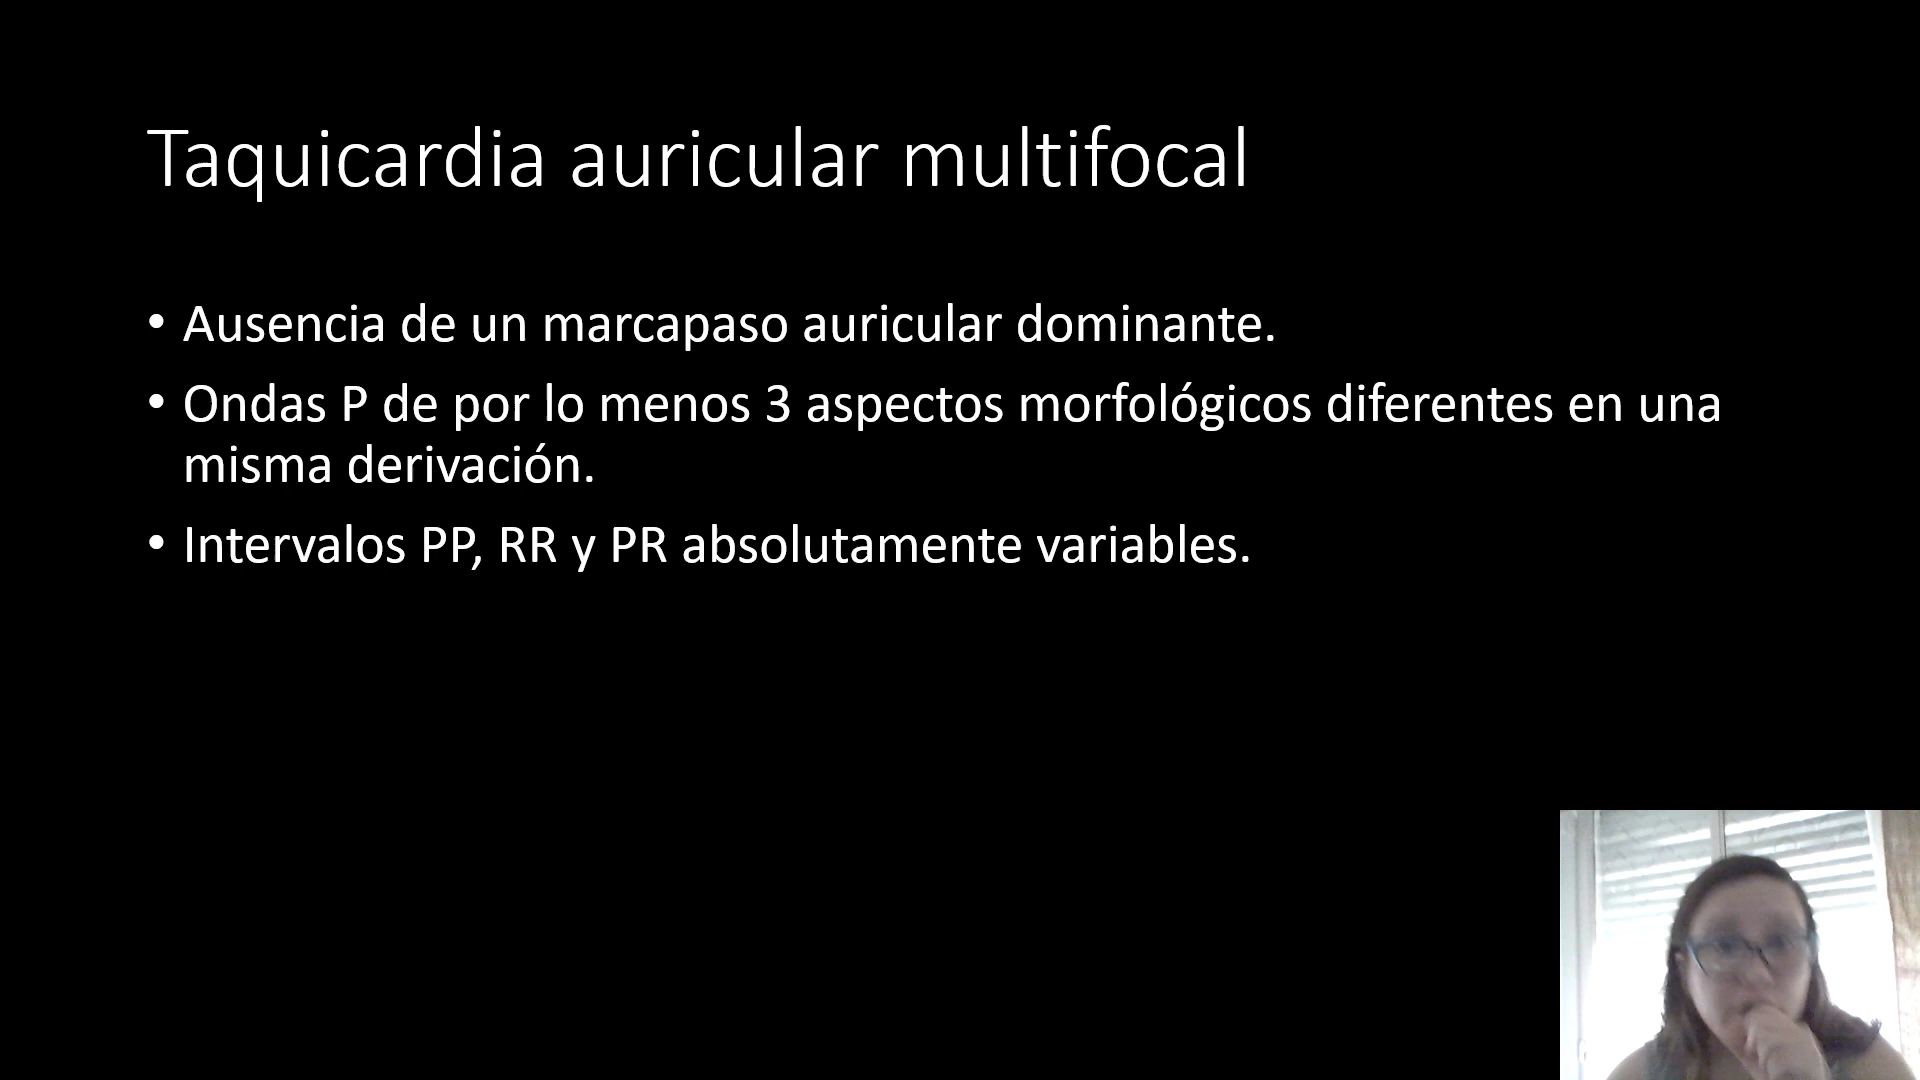 Taquicardia auricular multifocal
• Ausencia de un marcapaso auricular dominante.
• Ondas P de por lo menos 3 aspectos morfológicos diferentes en una
misma derivación.
• Intervalos PP, RR y PR absolutamente variables.